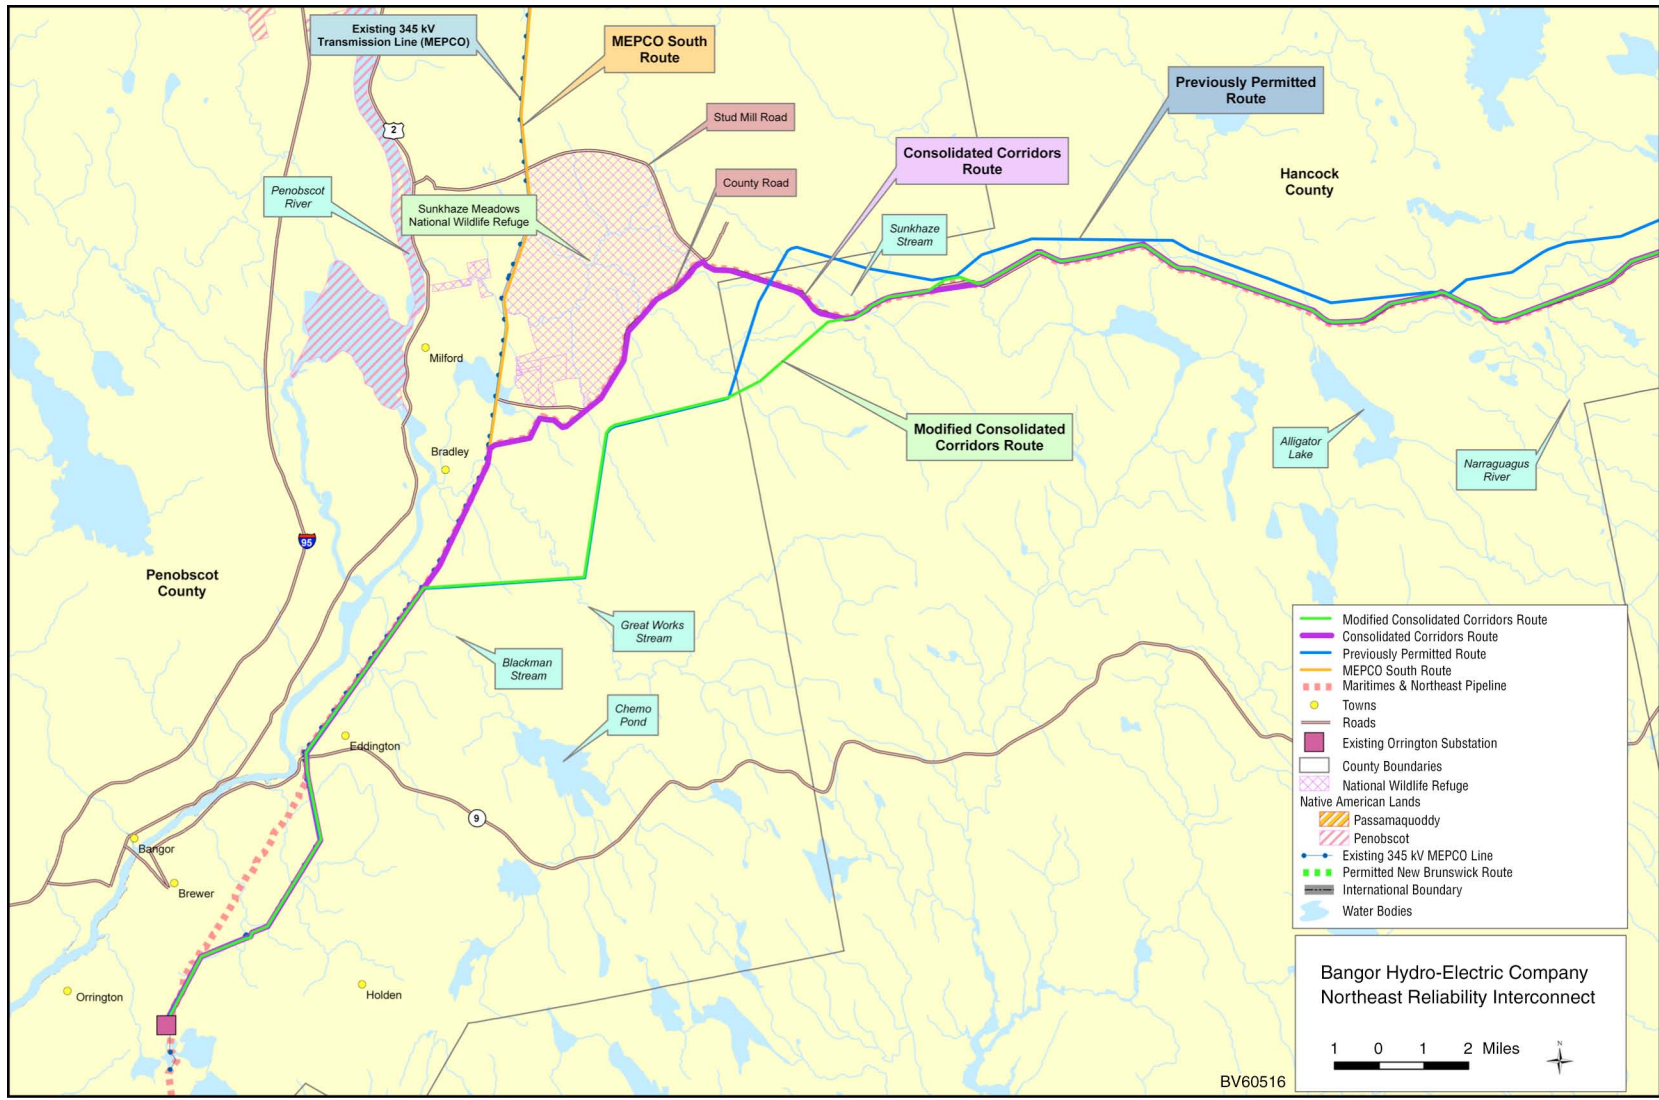 Existing 345 kV
Transmission Line (MEPCO)
MEPCO South
Route
Previously Permitted
Route
Stud Mill Road
2
Consolidated Corridors
Route
Hancock
County
County Road
Penobscot
River
Sunkhaze Meadows
National Wildlife Refuge
Sunkhaze
Stream
Milford
Modified Consolidated
Corridors Route
Alligator
Lake
Narraguagus
River
Bradley
95
Penobscot
County
Great Works
Stream
Blackman
Stream
Chemo
Pond
Eddington
9
Bangor
Brewer
Orrington
Holden
Modified Consolidated Corridors Route
Consolidated Corridors Route
Previously Permitted Route
MEPCO South Route
Maritimes & Northeast Pipeline
Towns
Roads
Existing Orrington Substation
County Boundaries
National Wildlife Refuge
Native American Lands
Passamaquoddy
Penobscot
Existing 345 kV MEPCO Line
Permitted New Brunswick Route
International Boundary
Water Bodies
Bangor Hydro-Electric Company
Northeast Reliability Interconnect
1 0 1 2 Miles
N
BV60516